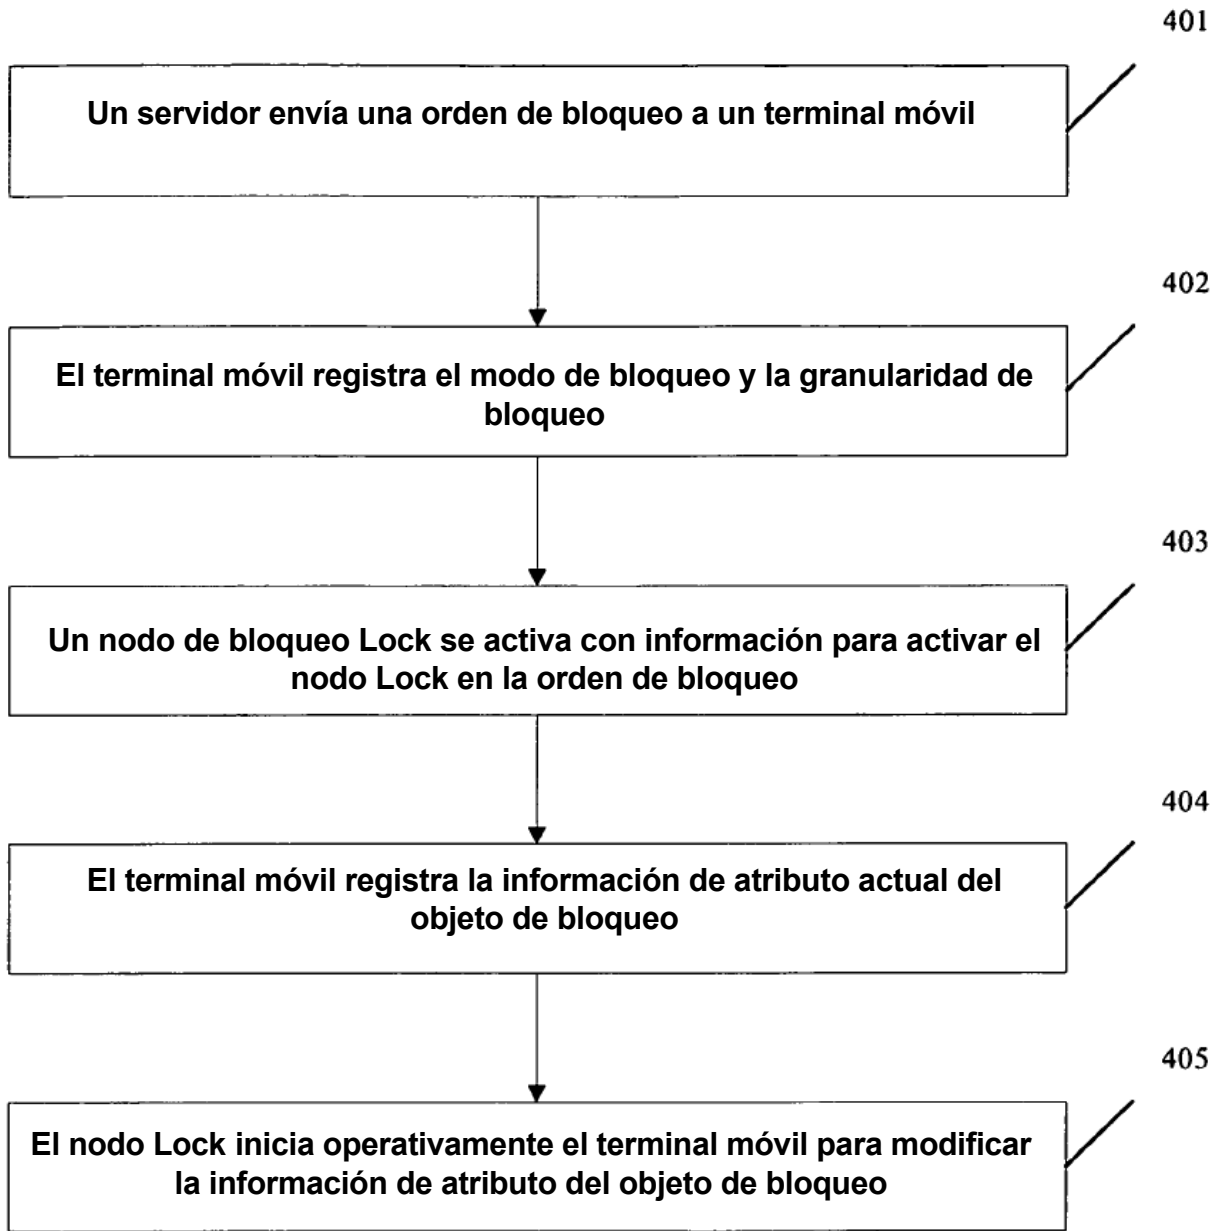 401
Un servidor envía una orden de bloqueo a un terminal móvil
402
El terminal móvil registra el modo de bloqueo y la granularidad de
bloqueo
403
Un nodo de bloqueo Lock se activa con información para activar el
nodo Lock en la orden de bloqueo
404
El terminal móvil registra la información de atributo actual del
objeto de bloqueo
405
El nodo Lock inicia operativamente el terminal móvil para modificar
la información de atributo del objeto de bloqueo